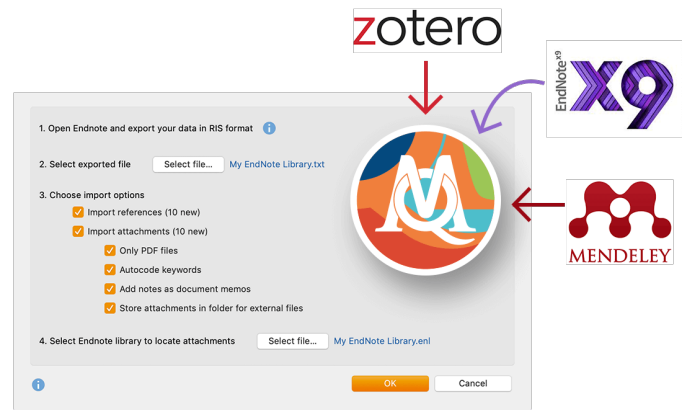 zotero
EndNote X9
X9
1. Open Endnote and export your data in RIS format
2. Select exported file Select file... My EndNote Library.txt
3. Choose import options
Import references (10 new)
Import attachments (10 new)
Only PDF files
Autocode keywords
Add notes as document memos
Store attachments in folder for external files
4. Select Endnote library to locate attachments Select file... My EndNote Library.enl
OK Cancel
MQ
MENDELEY